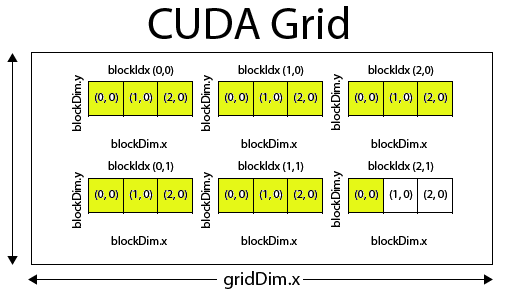 CUDA Grid
blockIdx (0,0) blockIdx (1,0) blockIdx (2,0)
blockDim.y (0, 0) (1, 0) (2, 0) blockDim.y (0, 0) (1, 0) (2, 0) blockDim.y (0, 0) (1, 0) (2, 0)
blockDim.x blockDim.x blockDim.x
blockIdx (0,1) blockIdx (1,1) blockIdx (2,1)
blockDim.y (0, 0) (1, 0) (2, 0) blockDim.y (0, 0) (1, 0) (2, 0) blockDim.y (0, 0) (1, 0) (2, 0)
blockDim.x blockDim.x blockDim.x
gridDim.x